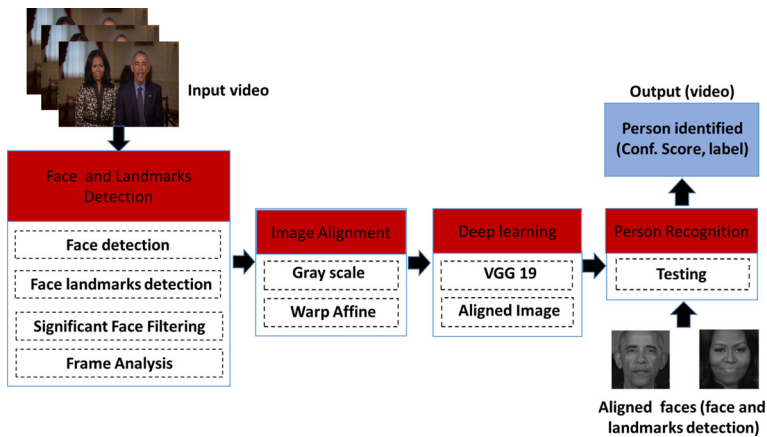 Input video
Face and Landmarks
Detection
Face detection
Face landmarks detection
Significant Face Filtering
Frame Analysis
Image Alignment
Gray scale
Warp Affine
Deep learning
VGG 19
Aligned Image
Output (video)
Person identified
(Conf. Score, label)
Person Recognition
Testing
Aligned faces (face and
landmarks detection)